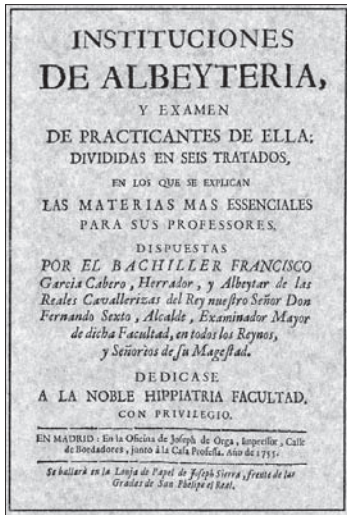 INSTITUCIONES
DE ALBEYTERIA,
Y EXAMEN
DE PRACTICANTES DE ELLA;
DIVIDIDAS EN SEIS TRATADOS,
EN LOS QUE SE EXPLICAN
LAS MATERIAS MAS ESSENCIALES
PARA SUS PROFESSORES,
DISPUESTAS
POR EL BACHILLER FRANCISCO
Garcia Cabero, Herrador, y Albeytar de las
Reales Cavallerizas del Rey nueſtro Señor Don
Fernando Sexto, Alcalde, Examinador Mayor
de dicha Facultad, en todos los Reynos,
y Señorios de ſu Mageſtad.
DEDICASE
A LA NOBLE HIPPIATRIA FACULTAD.
CON PRIVILEGIO.
EN MADRID: En la Oficina de Joſeph de Orga, Impreſſor, Calle
de Bordadores, junto à la Caſa Profeſſa. Año de 1755.
Se hallarà en la Lonja de Papel de Joſeph Sierra, frente de las
Gradas de San Phelipe el Real.